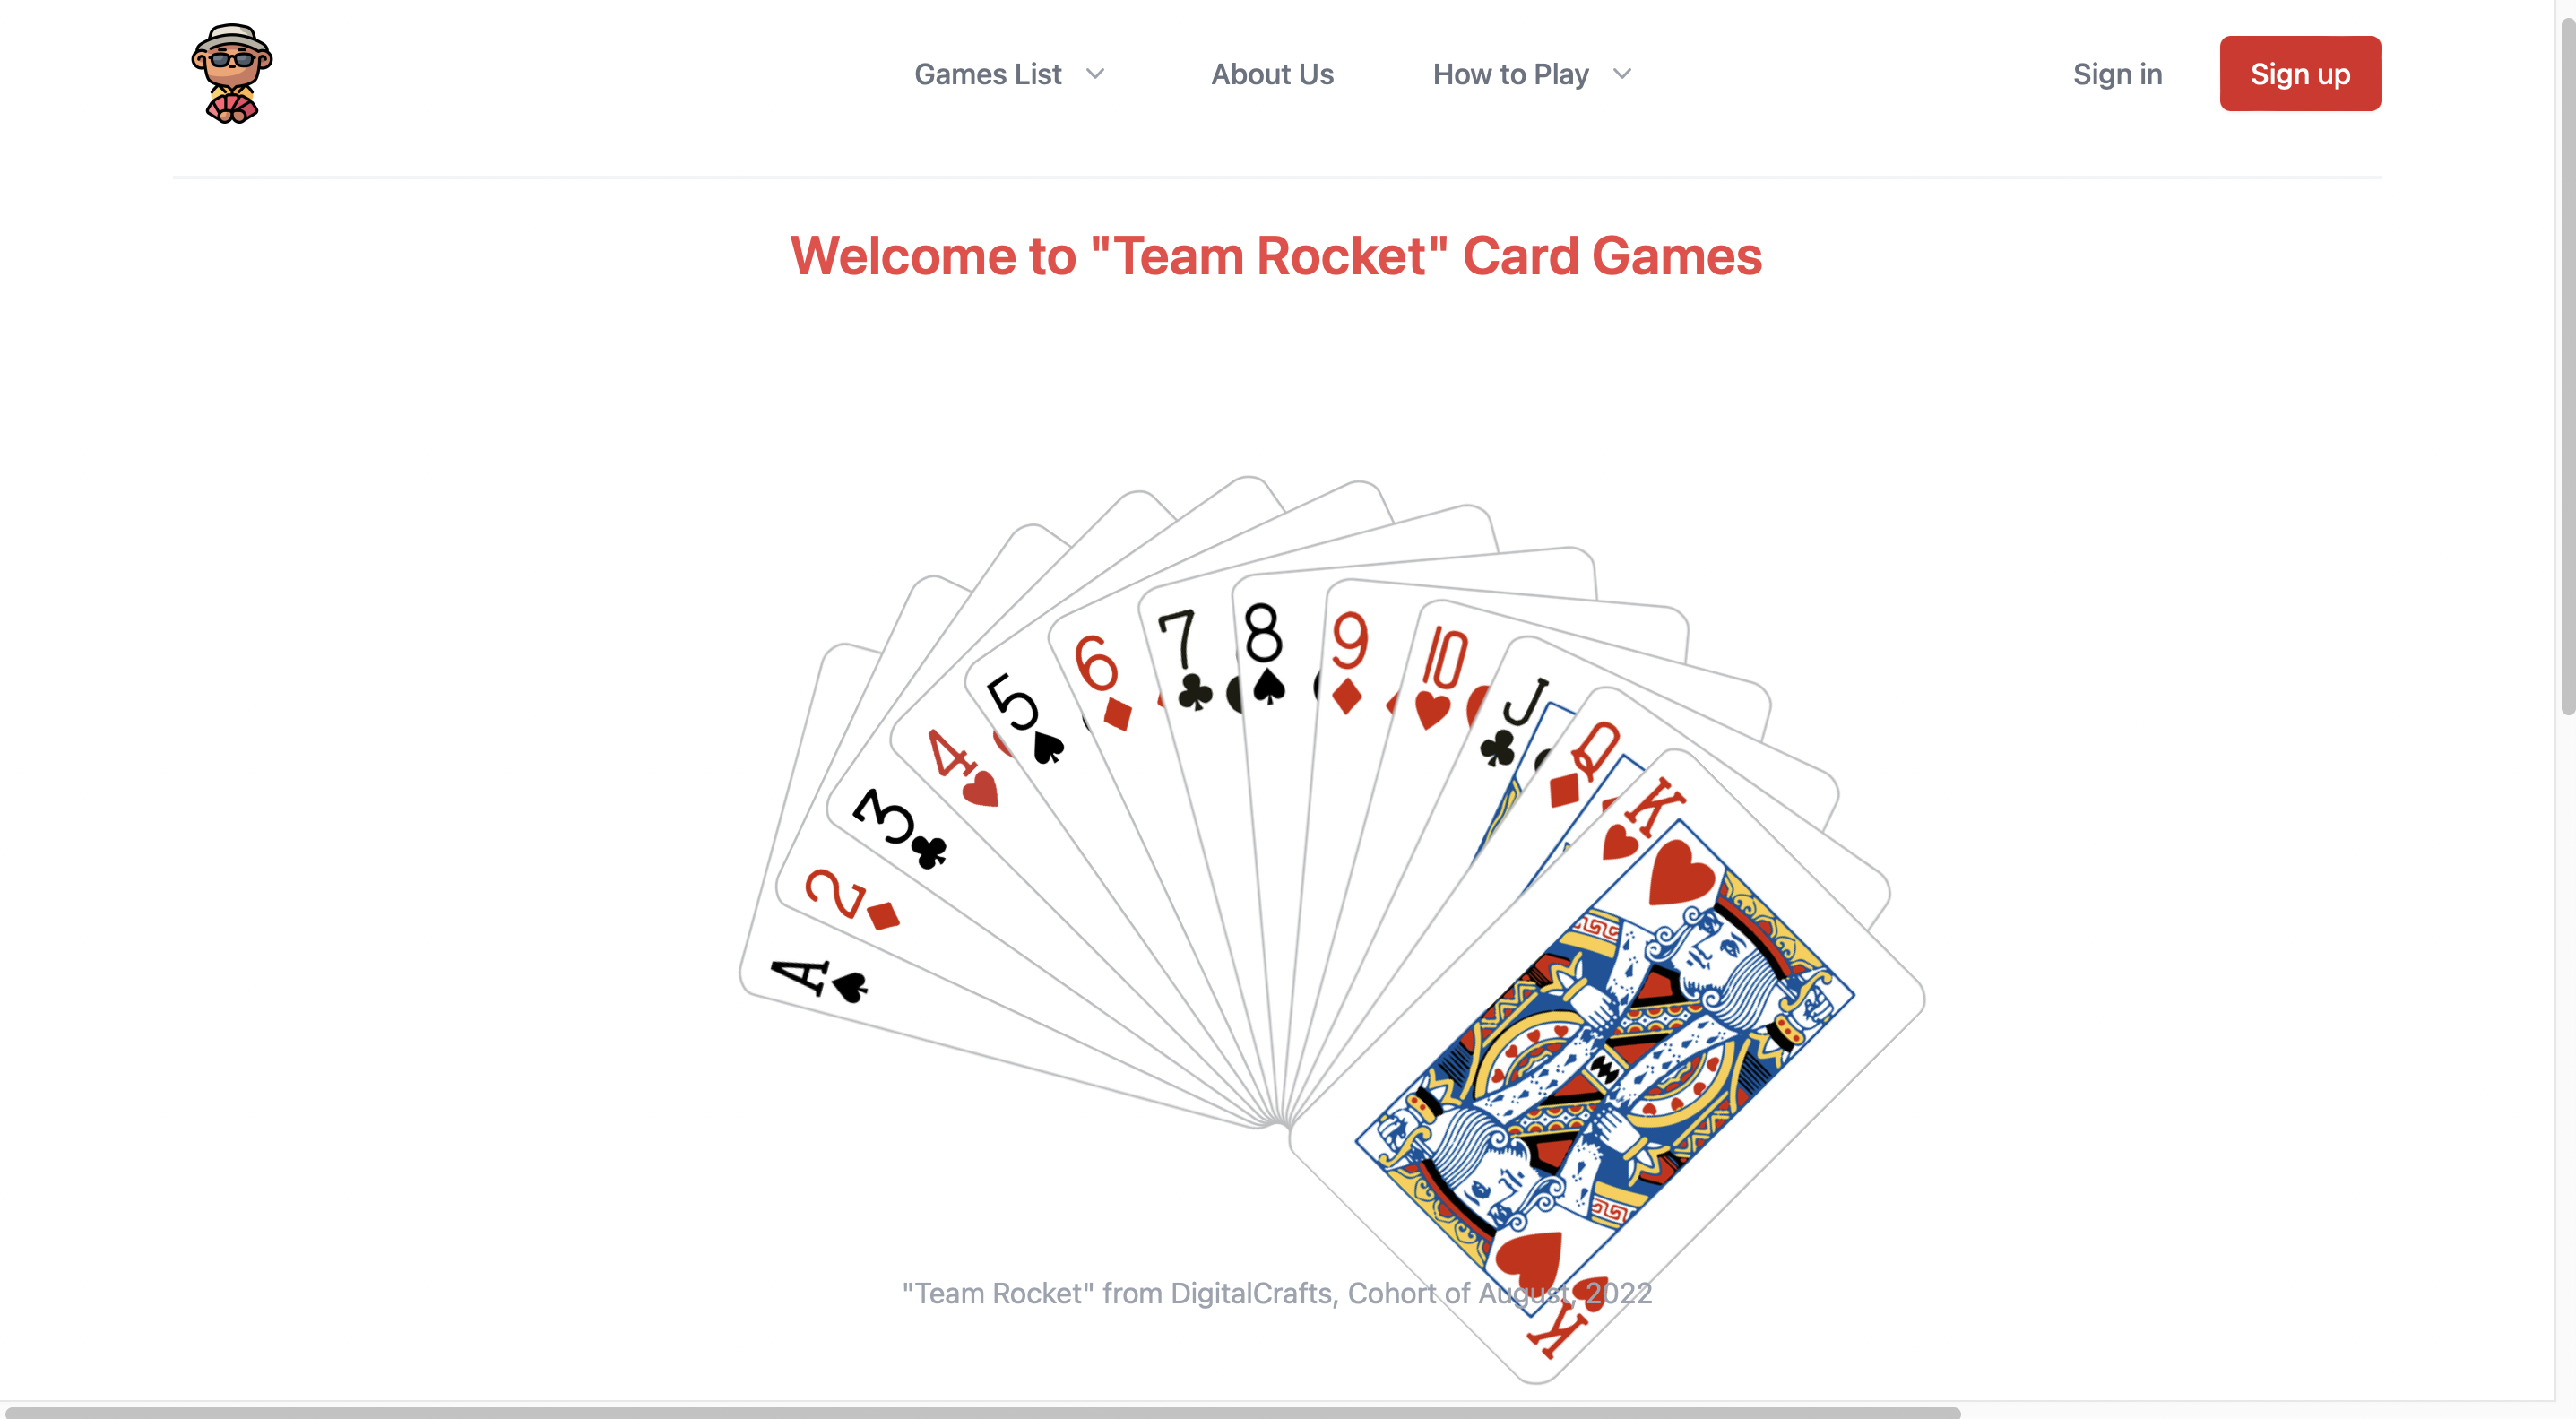 Games List
About Us
How to Play
Sign in
Sign up
Welcome to "Team Rocket" Card Games
A
2
3
4
5
6
7
8
9
10
J
Q
K
"Team Rocket" from DigitalCrafts, Cohort of August, 2022
K